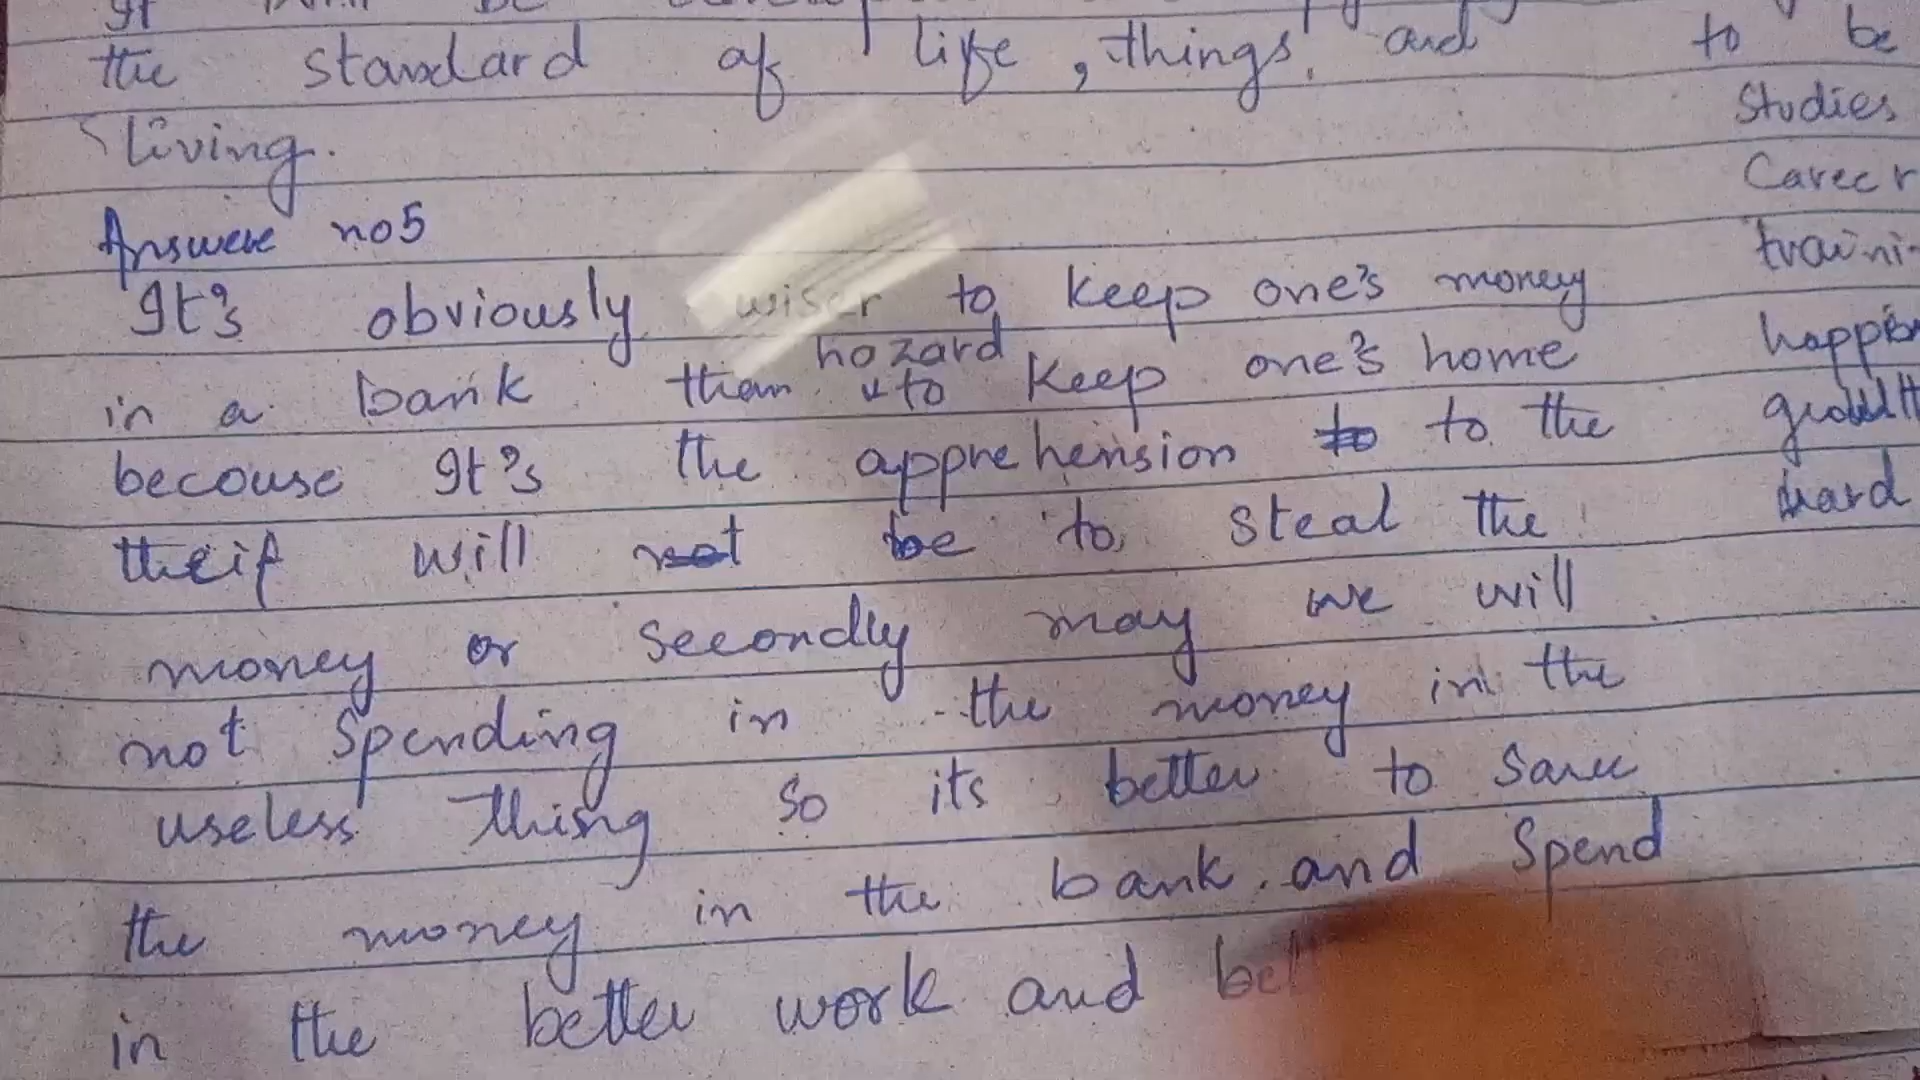 the standard of life, things, and
living.
Answere no5
It's obviously wiser to keep one's money
hozard
in a bank than to keep one's home
becouse It's the apprehension to to the
theif will not be to steal the
money or secondly may we will
not spending in the money in the
useless thing so its better to save
the money in the bank. and spend
in the better work and
to be
Studies
Career
traini-
hard